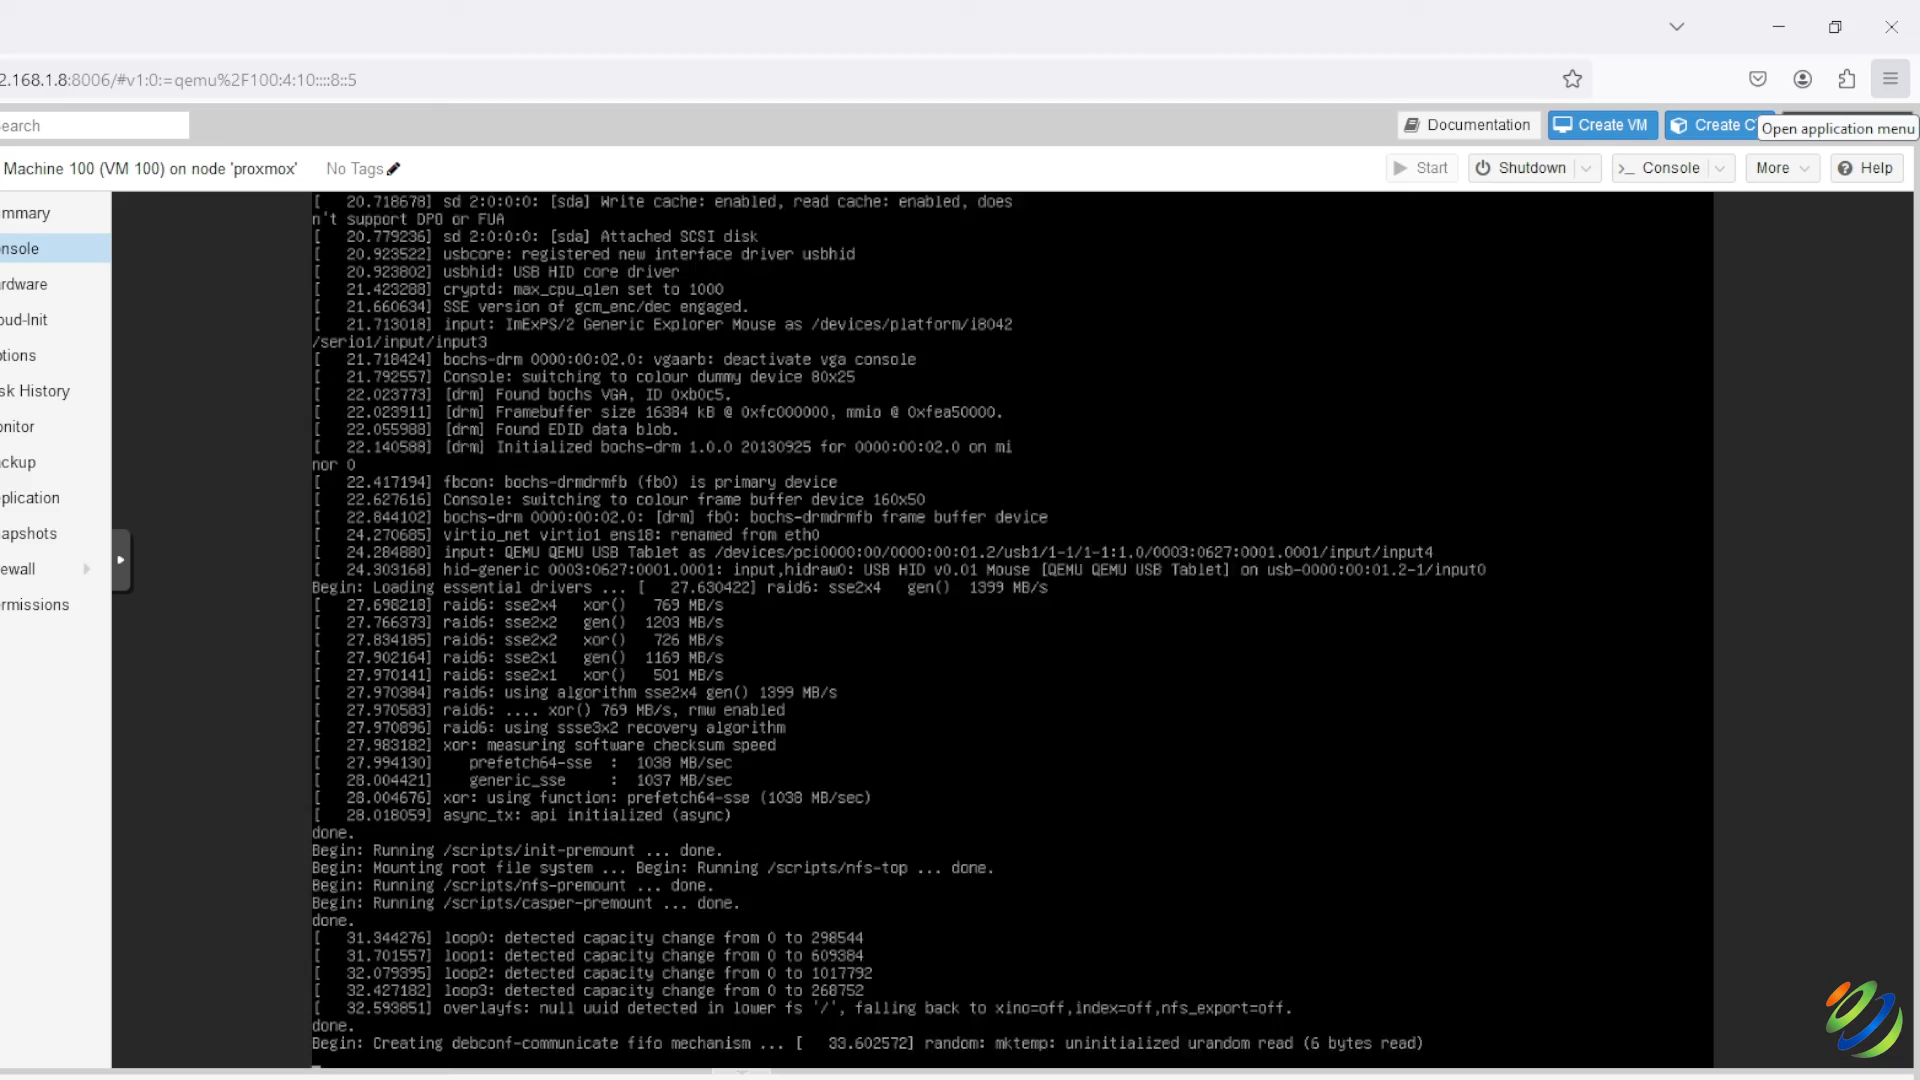 2.168.1.8:8006/#v1:0:=qemu%2F100:4:10::::8::5
earch
Documentation
Create VM
Create C
Open application menu
Machine 100 (VM 100) on node 'proxmox'
No Tags
Start
Shutdown
Console
More
Help
mmary
onsole
ardware
oud-Init
ptions
sk History
onitor
ackup
eplication
apshots
ewall
ermissions
[   20.718678] sd 2:0:0:0: [sda] Write cache: enabled, read cache: enabled, does
n't support DPO or FUA
[   20.779236] sd 2:0:0:0: [sda] Attached SCSI disk
[   20.923522] usbcore: registered new interface driver usbhid
[   20.923802] usbhid: USB HID core driver
[   21.423288] cryptd: max_cpu_qlen set to 1000
[   21.660634] SSE version of gcm_enc/dec engaged.
[   21.713018] input: ImExPS/2 Generic Explorer Mouse as /devices/platform/i8042
/serio1/input/input3
[   21.718424] bochs-drm 0000:00:02.0: vgaarb: deactivate vga console
[   21.792557] Console: switching to colour dummy device 80x25
[   22.023773] [drm] Found bochs VGA, ID 0xb0c5.
[   22.023911] [drm] Framebuffer size 16384 kB @ 0xfc000000, mmio @ 0xfea50000.
[   22.055988] [drm] Found EDID data blob.
[   22.140588] [drm] Initialized bochs-drm 1.0.0 20130925 for 0000:00:02.0 on mi
nor 0
[   22.417194] fbcon: bochs-drmdrmfb (fb0) is primary device
[   22.627616] Console: switching to colour frame buffer device 160x50
[   22.844102] bochs-drm 0000:00:02.0: [drm] fb0: bochs-drmdrmfb frame buffer device
[   24.270685] virtio_net virtio1 ens18: renamed from eth0
[   24.284880] input: QEMU QEMU USB Tablet as /devices/pci0000:00/0000:00:01.2/usb1/1-1/1-1:1.0/0003:0627:0001.0001/input/input4
[   24.303168] hid-generic 0003:0627:0001.0001: input,hidraw0: USB HID v0.01 Mouse [QEMU QEMU USB Tablet] on usb-0000:00:01.2-1/input0
Begin: Loading essential drivers ... [   27.630422] raid6: sse2x4   gen()  1399 MB/s
[   27.698218] raid6: sse2x4   xor()   769 MB/s
[   27.766373] raid6: sse2x2   gen()  1203 MB/s
[   27.834185] raid6: sse2x2   xor()   726 MB/s
[   27.902164] raid6: sse2x1   gen()  1169 MB/s
[   27.970141] raid6: sse2x1   xor()   501 MB/s
[   27.970384] raid6: using algorithm sse2x4 gen() 1399 MB/s
[   27.970583] raid6: .... xor() 769 MB/s, rmw enabled
[   27.970896] raid6: using ssse3x2 recovery algorithm
[   27.983182] xor: measuring software checksum speed
[   27.994130]    prefetch64-sse  :  1038 MB/sec
[   28.004421]    generic_sse     :  1037 MB/sec
[   28.004676] xor: using function: prefetch64-sse (1038 MB/sec)
[   28.018059] async_tx: api initialized (async)
done.
Begin: Running /scripts/init-premount ... done.
Begin: Mounting root file system ... Begin: Running /scripts/nfs-top ... done.
Begin: Running /scripts/nfs-premount ... done.
Begin: Running /scripts/casper-premount ... done.
done.
[   31.344276] loop0: detected capacity change from 0 to 298544
[   31.701557] loop1: detected capacity change from 0 to 609384
[   32.079395] loop2: detected capacity change from 0 to 1017792
[   32.427182] loop3: detected capacity change from 0 to 268752
[   32.593851] overlayfs: null uuid detected in lower fs '/', falling back to xino=off,index=off,nfs_export=off.
done.
Begin: Creating debconf-communicate fifo mechanism ... [   33.602572] random: mktemp: uninitialized urandom read (6 bytes read)